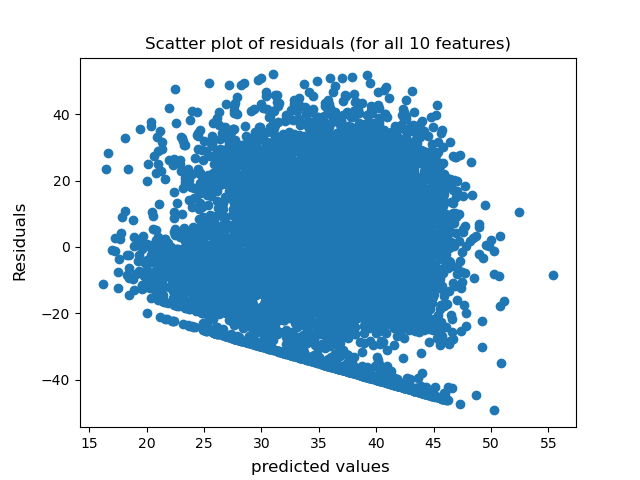 Scatter plot of residuals (for all 10 features)
Residuals
40
20
0
−20
−40
15 20 25 30 35 40 45 50 55
predicted values